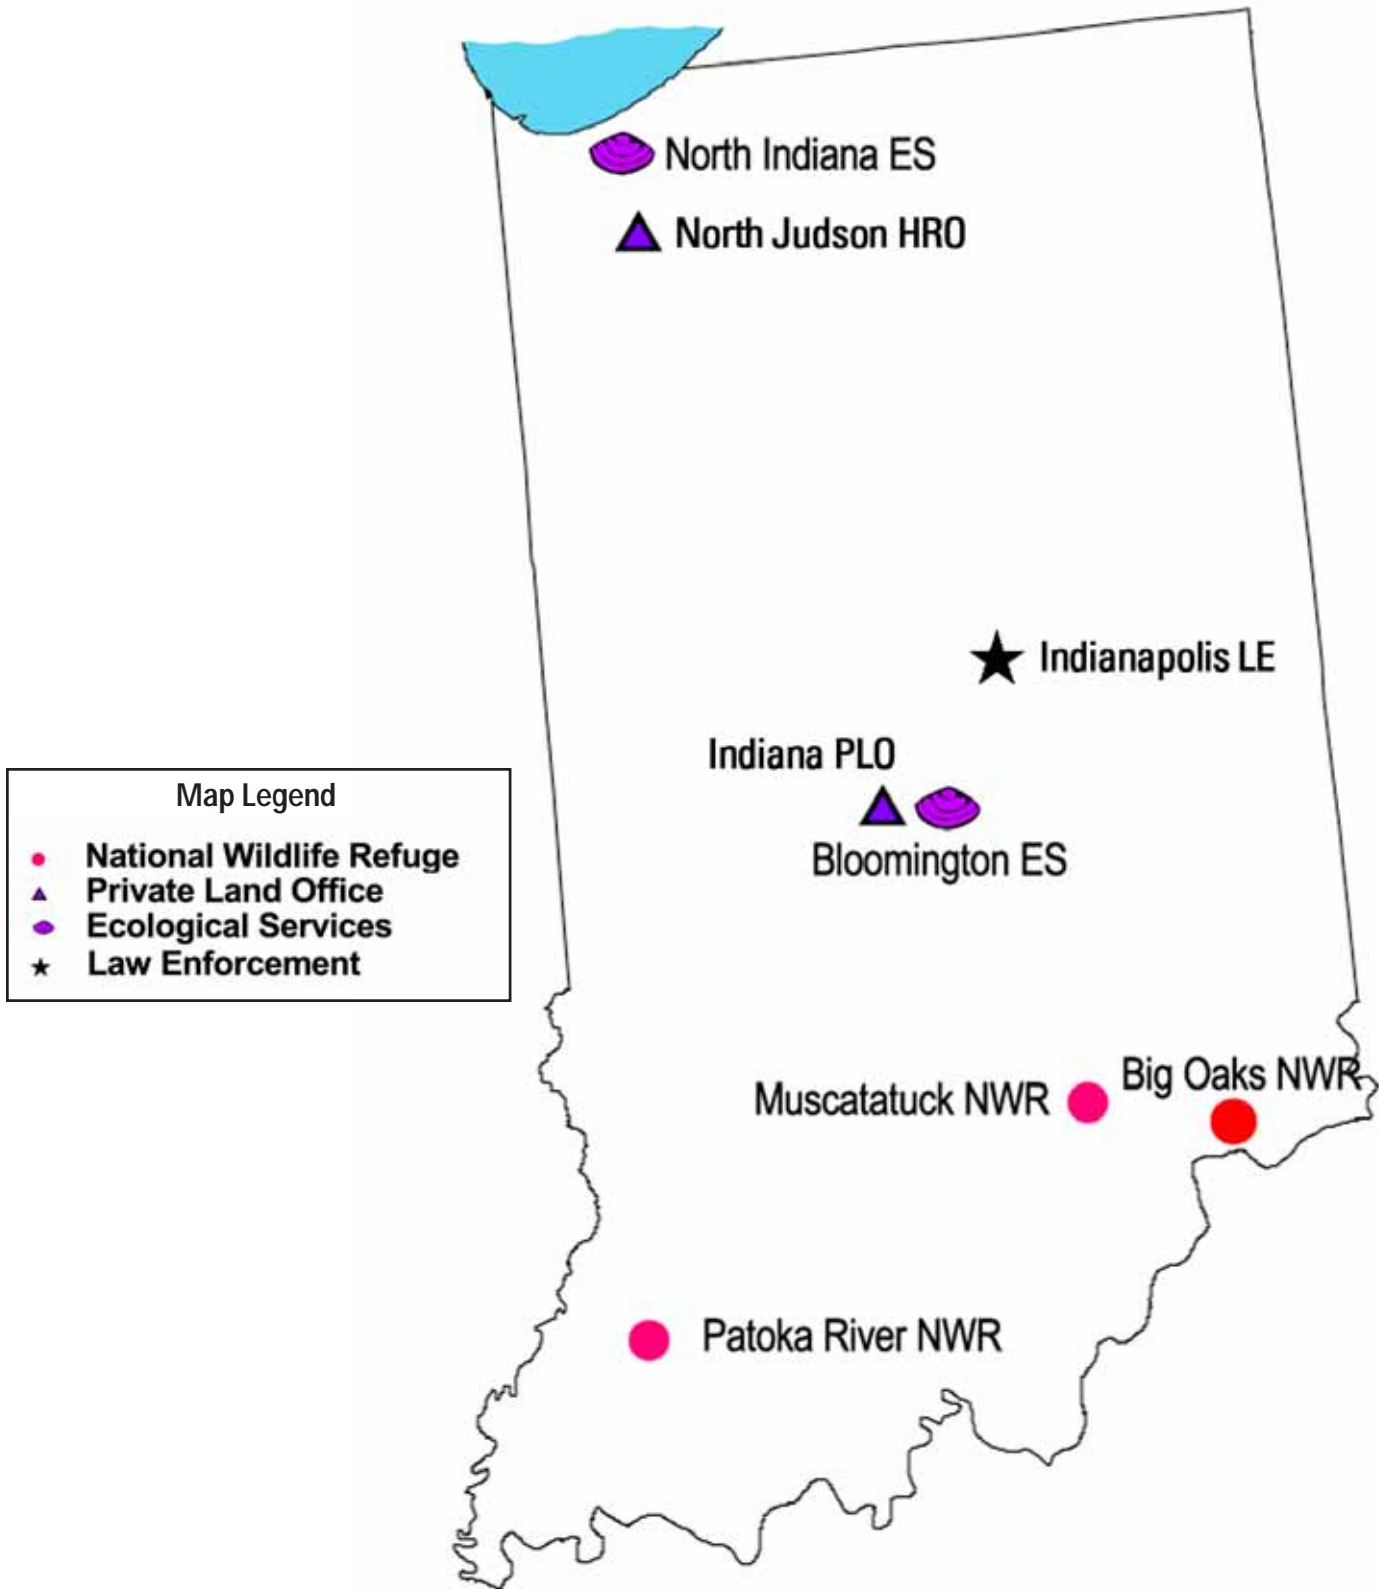 North Indiana ES
North Judson HRO
Indianapolis LE
Indiana PLO
Bloomington ES
Map Legend
National Wildlife Refuge
Private Land Office
Ecological Services
Law Enforcement
Big Oaks NWR
Muscatatuck NWR
Patoka River NWR